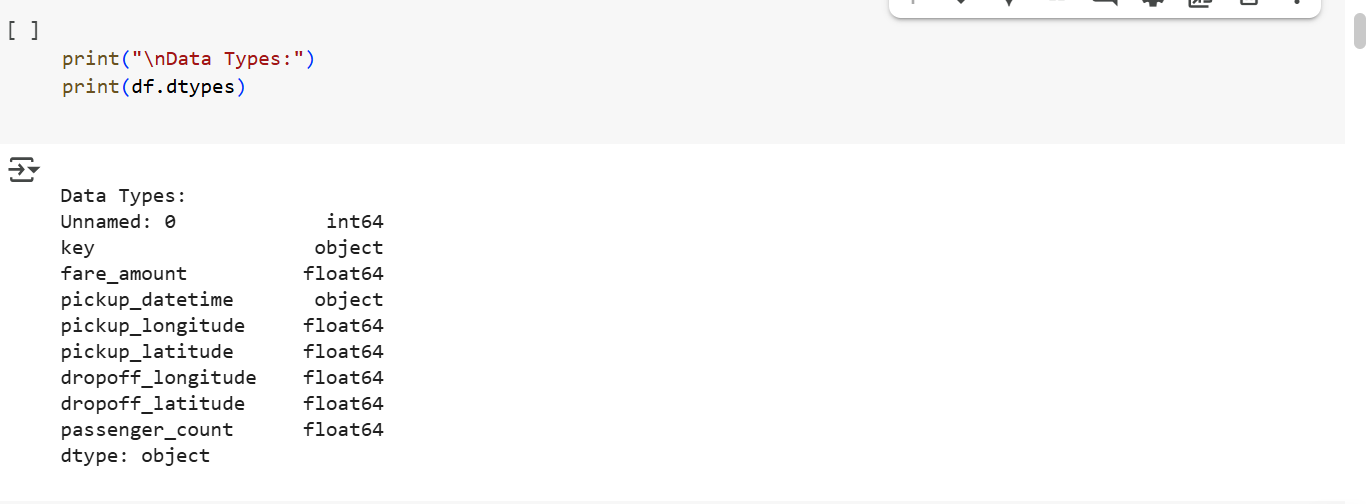 [ ]
print("\nData Types:")
print(df.dtypes)
Data Types:
Unnamed: 0             int64
key                   object
fare_amount          float64
pickup_datetime       object
pickup_longitude     float64
pickup_latitude      float64
dropoff_longitude    float64
dropoff_latitude     float64
passenger_count      float64
dtype: object